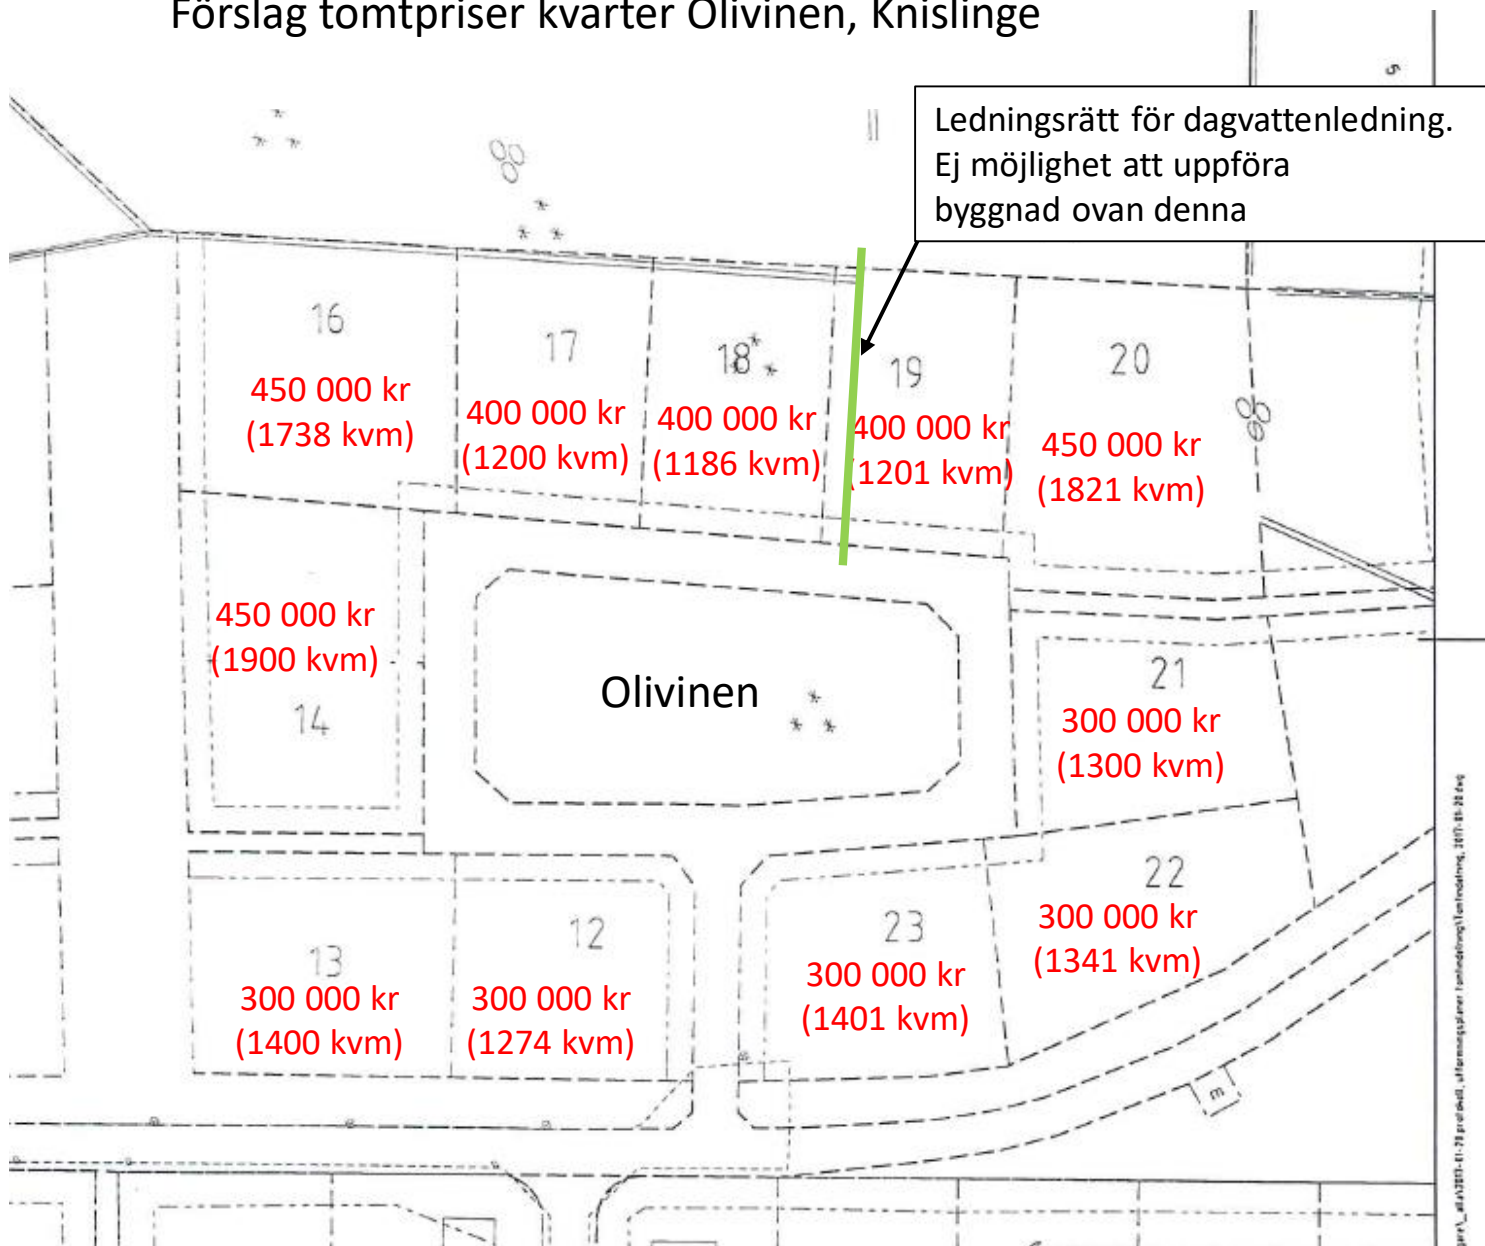 Förslag tomtpriser kvarter Olivinen, Knislinge
5
Ledningsrätt för dagvattenledning.
Ej möjlighet att uppföra
byggnad ovan denna
16
450 000 kr
(1738 kvm)
17
400 000 kr
(1200 kvm)
18
400 000 kr
(1186 kvm)
19
400 000 kr
(1201 kvm)
20
450 000 kr
(1821 kvm)
450 000 kr
(1900 kvm)
14
Olivinen
21
300 000 kr
(1300 kvm)
22
300 000 kr
(1341 kvm)
13
300 000 kr
(1400 kvm)
12
300 000 kr
(1274 kvm)
23
300 000 kr
(1401 kvm)
E